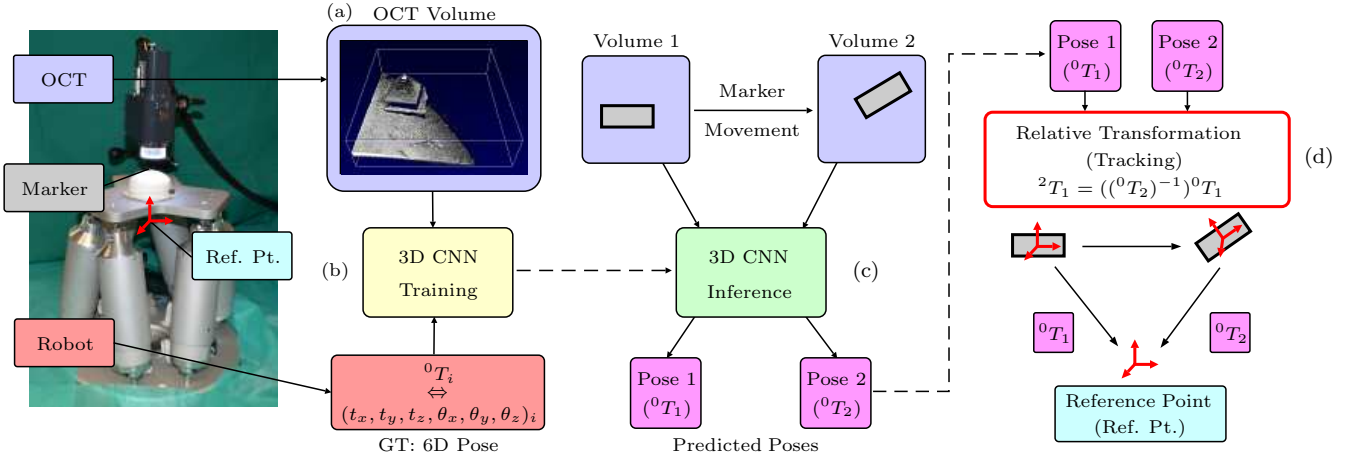 OCT
Marker
Ref. Pt.
Robot
(a)
OCT Volume
(b)
3D CNN
Training
⁰Tᵢ
⇔
(tₓ, t_y, t_z, θₓ, θ_y, θ_z)ᵢ
GT: 6D Pose
Volume 1
Volume 2
Marker
Movement
3D CNN
Inference
(c)
Pose 1
(⁰T₁)
Pose 2
(⁰T₂)
Predicted Poses
Pose 1
(⁰T₁)
Pose 2
(⁰T₂)
Relative Transformation
(Tracking)
²T₁ = ((⁰T₂)⁻¹)⁰T₁
(d)
⁰T₁
⁰T₂
Reference Point
(Ref. Pt.)